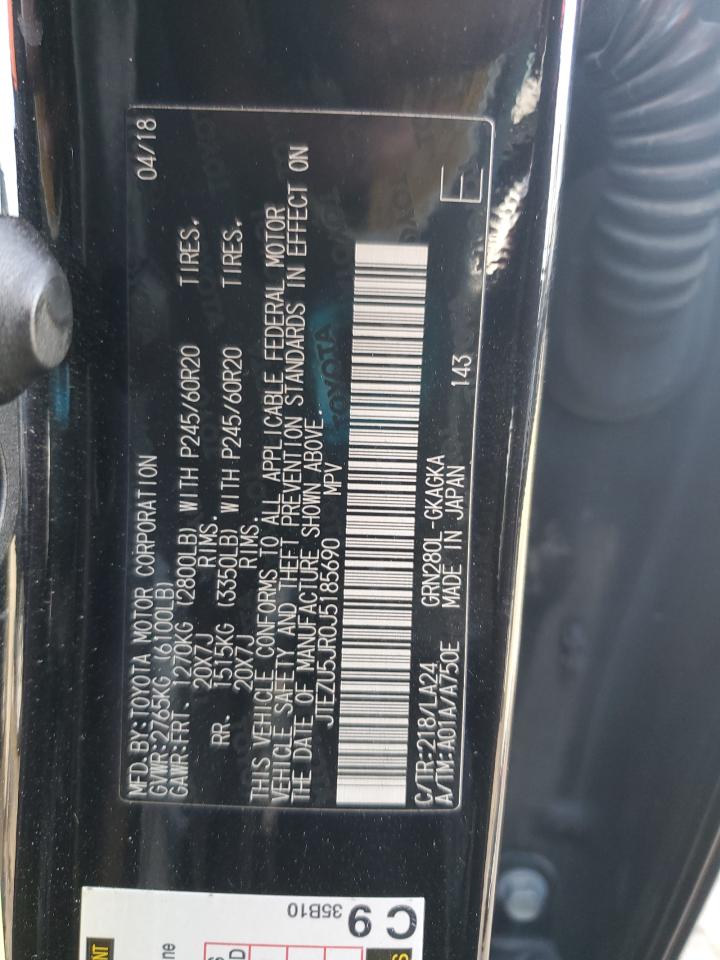 MFD.BY:TOYOTA MOTOR CORPORATION 04/18
GVWR:2765KG (6100LB)
GAWR:FRT. 1270KG (2800LB) WITH P245/60R20 TIRES,
20X7J RIMS.
RR. 1515KG (3350LB) WITH P245/60R20 TIRES,
20X7J RIMS.
THIS VEHICLE CONFORMS TO ALL APPLICABLE FEDERAL MOTOR
VEHICLE SAFETY AND THEFT PREVENTION STANDARDS IN EFFECT ON
THE DATE OF MANUFACTURE SHOWN ABOVE.
JTEZU5JR0J5185690 MPV
TOYOTA
C/TR:218/LA24 GRN280L-GKAGKA 143
A/TM:A01A/A750E MADE IN JAPAN
E
C 9
35B10